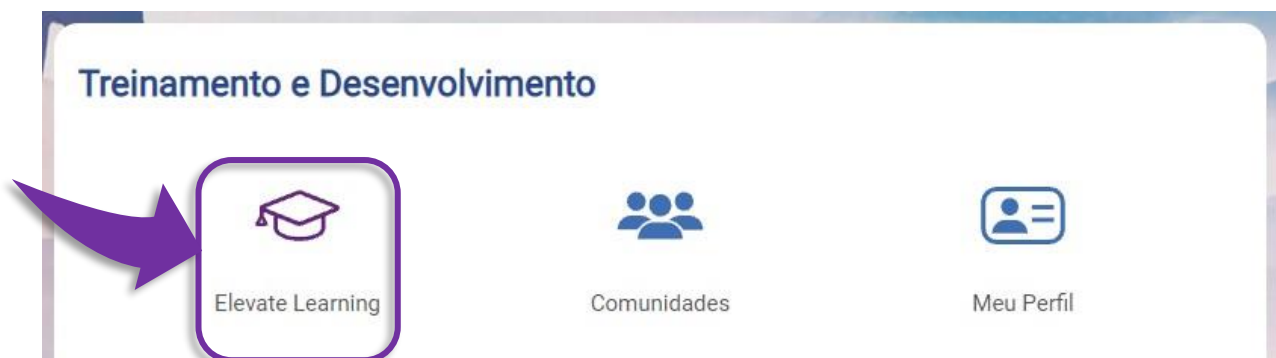 Treinamento e Desenvolvimento
Elevate Learning
Comunidades
Meu Perfil